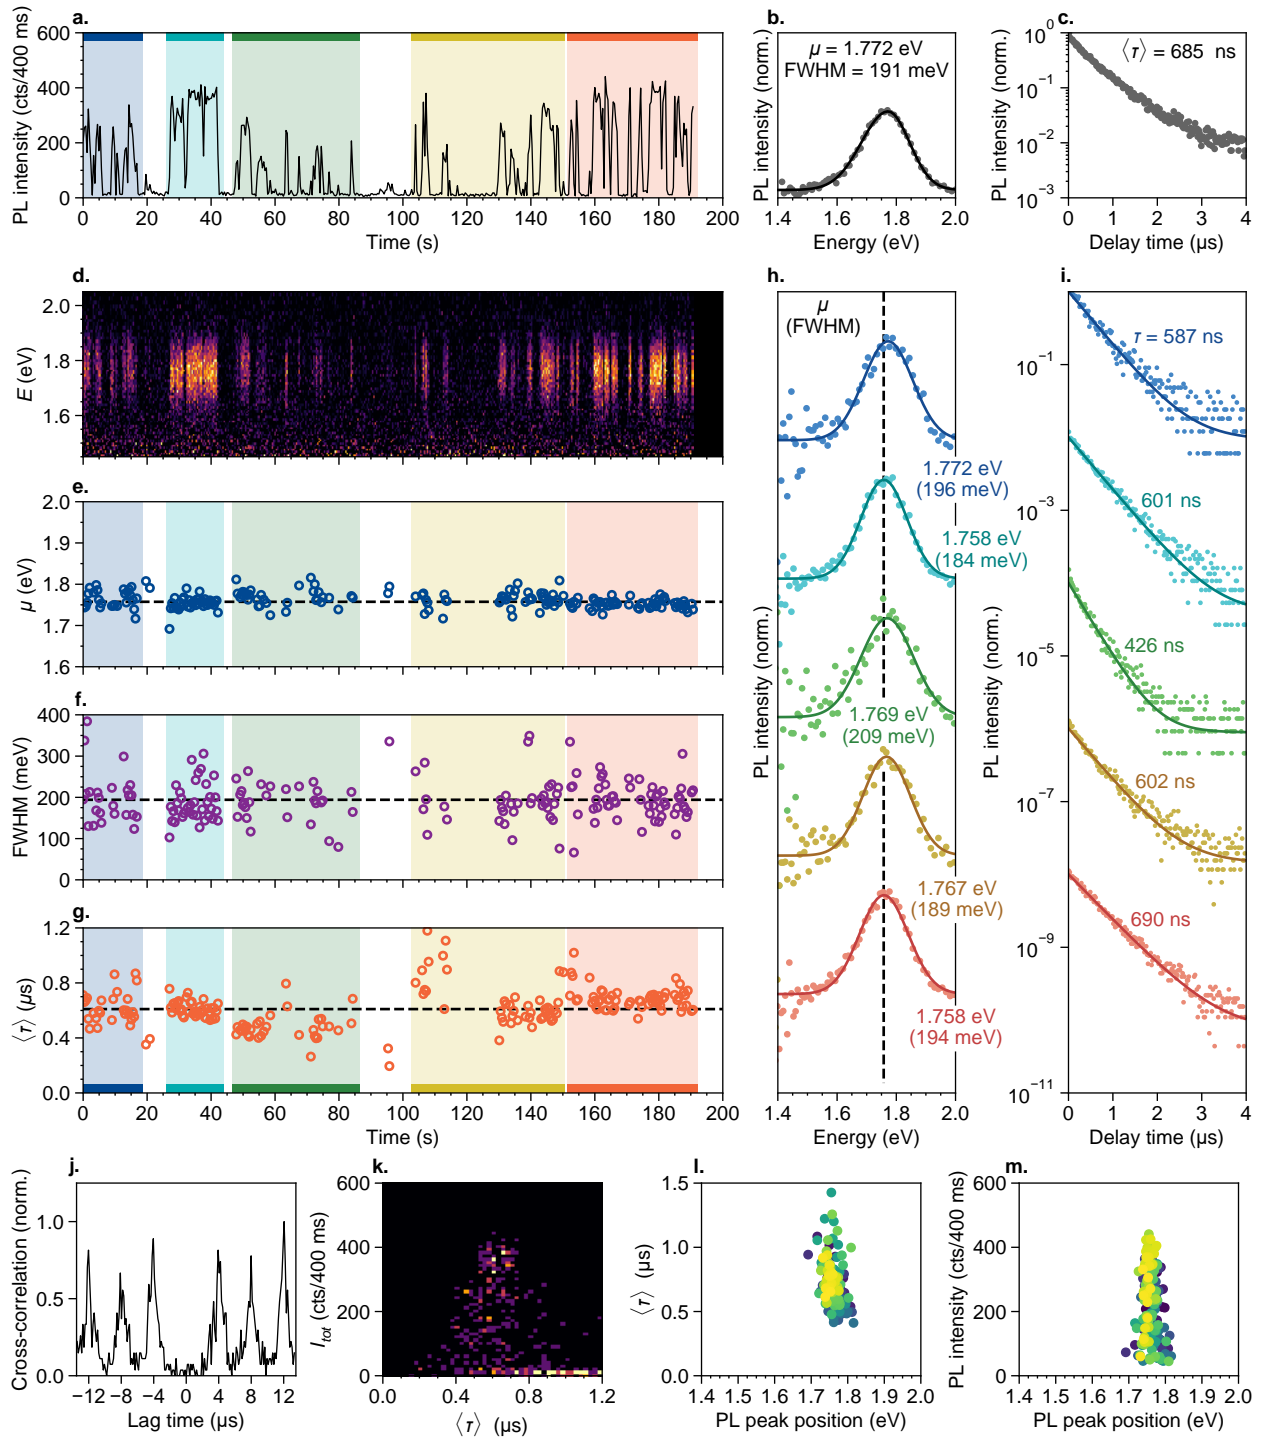 a.
PL intensity (cts/400 ms)
600
400
200
0
0 20 40 60 80 100 120 140 160 180 200
Time (s)
b.
μ = 1.772 eV
FWHM = 191 meV
PL intensity (norm.)
1.4 1.6 1.8 2.0
Energy (eV)
c.
⟨τ⟩ = 685 ns
PL intensity (norm.)
10⁰
10⁻¹
10⁻²
10⁻³
0 1 2 3 4
Delay time (μs)
d.
E (eV)
2.0
1.8
1.6
e.
μ (eV)
2.0
1.9
1.8
1.7
1.6
f.
FWHM (meV)
400
300
200
100
0
g.
⟨τ⟩ (μs)
1.2
0.8
0.4
0.0
0 20 40 60 80 100 120 140 160 180 200
Time (s)
h.
μ
(FWHM)
PL intensity (norm.)
1.772 eV
(196 meV)
1.758 eV
(184 meV)
1.769 eV
(209 meV)
1.767 eV
(189 meV)
1.758 eV
(194 meV)
1.4 1.6 1.8 2.0
Energy (eV)
i.
PL intensity (norm.)
10⁻¹
10⁻³
10⁻⁵
10⁻⁷
10⁻⁹
10⁻¹¹
τ = 587 ns
601 ns
426 ns
602 ns
690 ns
0 1 2 3 4
Delay time (μs)
j.
Cross-correlation (norm.)
1.0
0.5
0.0
−12 −8 −4 0 4 8 12
Lag time (μs)
k.
I_tot (cts/400 ms)
600
400
200
0
0.0 0.4 0.8 1.2
⟨τ⟩ (μs)
l.
⟨τ⟩ (μs)
1.5
1.0
0.5
0.0
1.4 1.5 1.6 1.7 1.8 1.9 2.0
PL peak position (eV)
m.
PL intensity (cts/400 ms)
600
400
200
0
1.4 1.5 1.6 1.7 1.8 1.9 2.0
PL peak position (eV)